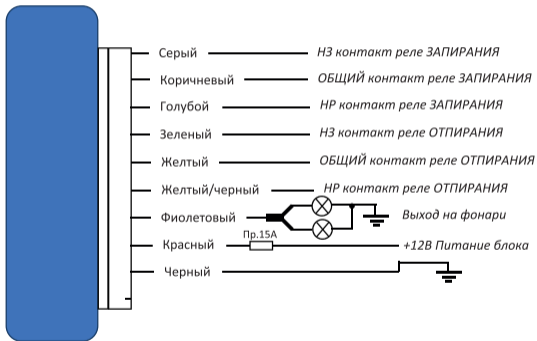 Серый НЗ контакт реле ЗАПИРАНИЯ
Коричневый ОБЩИЙ контакт реле ЗАПИРАНИЯ
Голубой НР контакт реле ЗАПИРАНИЯ
Зеленый НЗ контакт реле ОТПИРАНИЯ
Желтый ОБЩИЙ контакт реле ОТПИРАНИЯ
Желтый/черный НР контакт реле ОТПИРАНИЯ
Фиолетовый Выход на фонари
Пр.15А
Красный +12В Питание блока
Черный